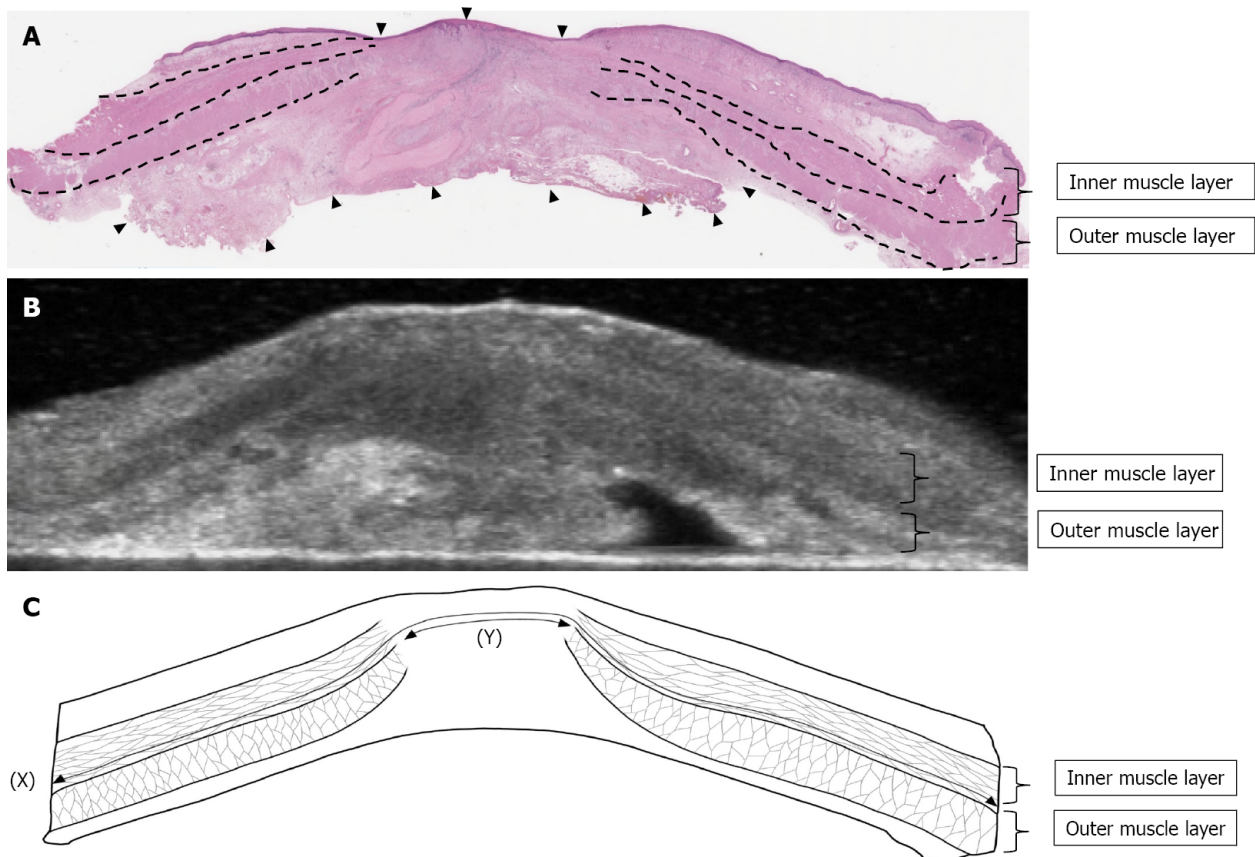 A
Inner muscle layer
Outer muscle layer
B
Inner muscle layer
Outer muscle layer
C
(Y)
(X)
Inner muscle layer
Outer muscle layer